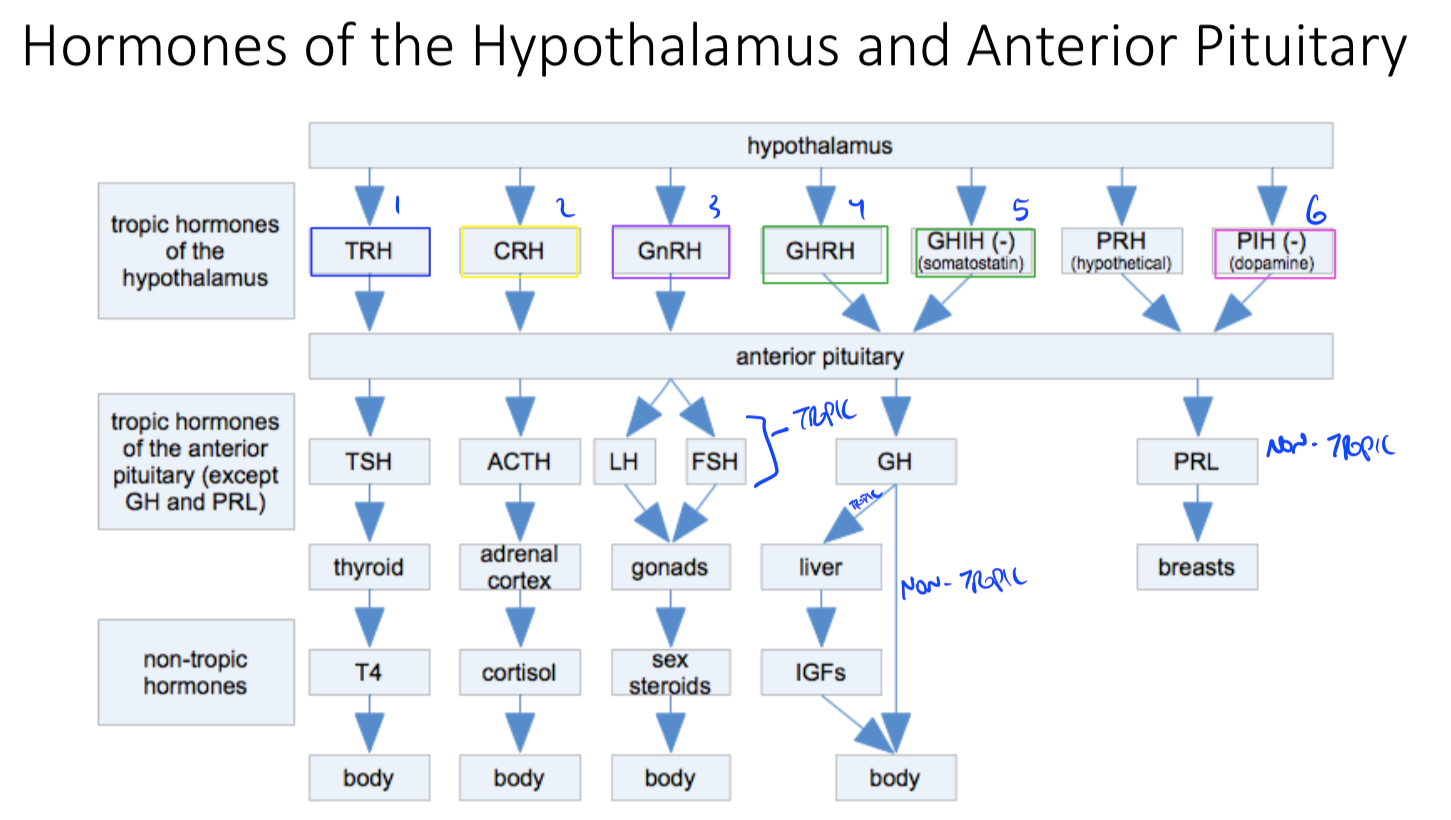 Hormones of the Hypothalamus and Anterior Pituitary
hypothalamus
tropic hormones
of the
hypothalamus
1
2
3
4
5
6
TRH
CRH
GnRH
GHRH
GHIH (-)
(somatostatin)
PRH
(hypothetical)
PIH (-)
(dopamine)
anterior pituitary
tropic hormones
of the anterior
pituitary (except
GH and PRL)
TSH
ACTH
LH
FSH
TROPIC
GH
PRL
NON-TROPIC
TROPIC
thyroid
adrenal
cortex
gonads
liver
NON-TROPIC
breasts
non-tropic
hormones
T4
cortisol
sex
steroids
IGFs
body
body
body
body